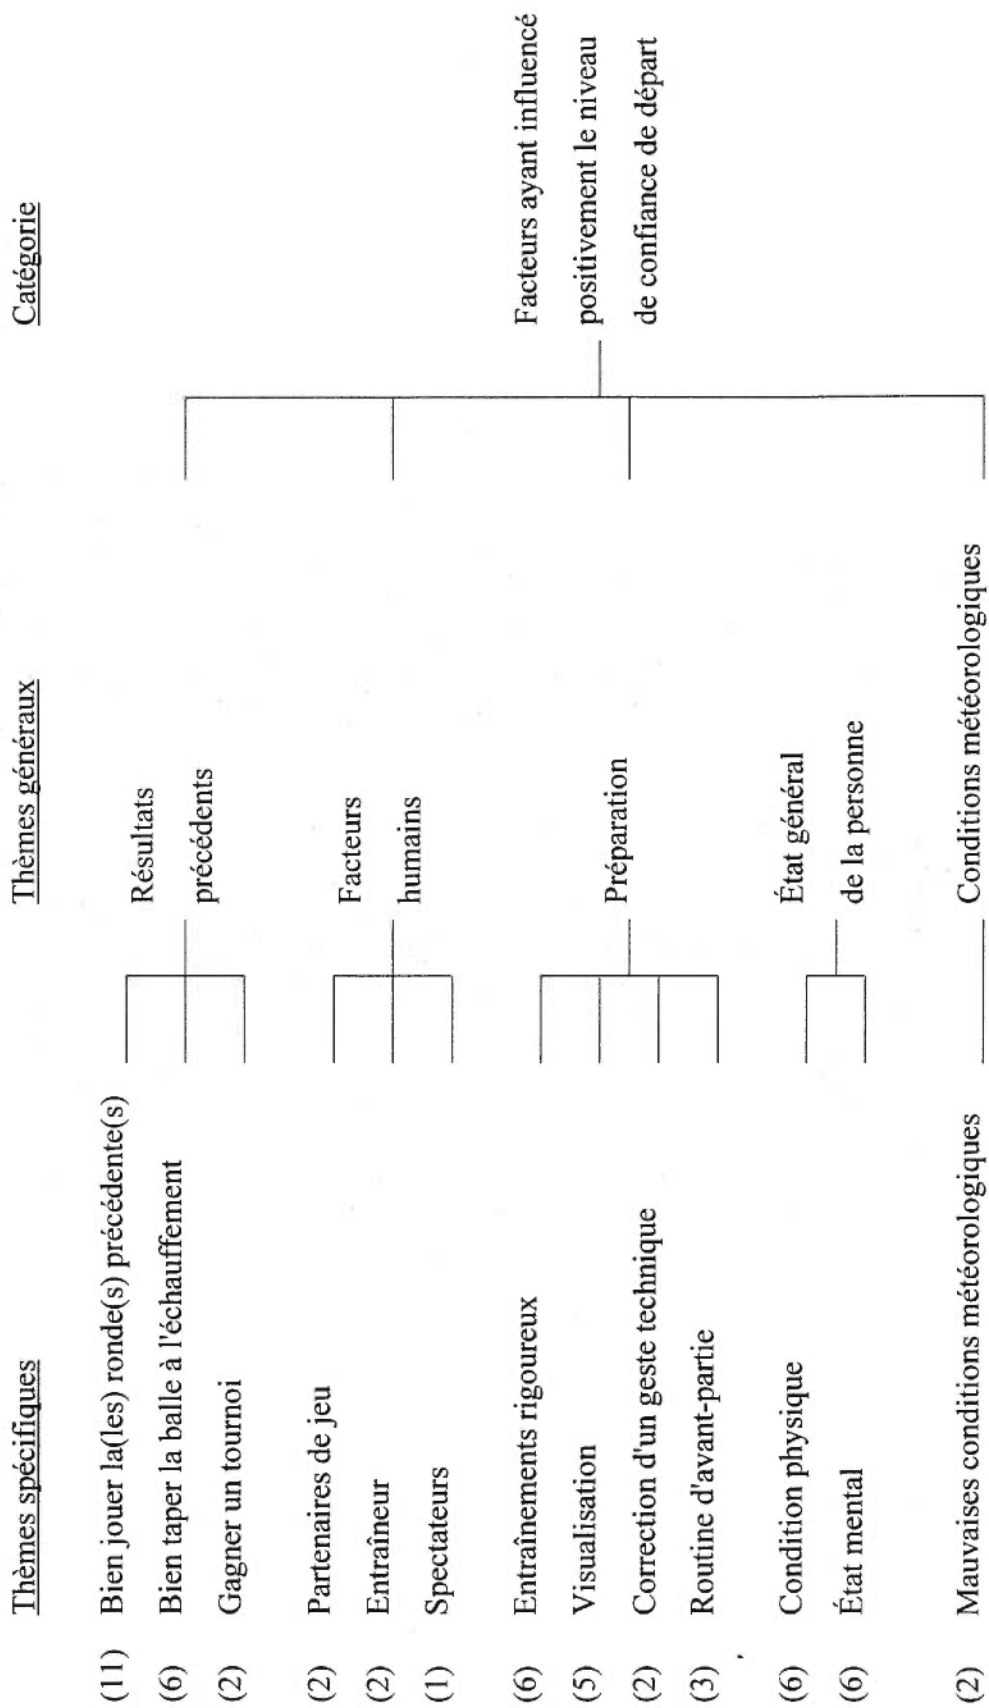 Thèmes spécifiques
Thèmes généraux
Catégorie
(11) Bien jouer la(les) ronde(s) précédente(s)
(6) Bien taper la balle à l'échauffement
(2) Gagner un tournoi
Résultats
précédents
(2) Partenaires de jeu
(2) Entraîneur
(1) Spectateurs
Facteurs
humains
(6) Entraînements rigoureux
(5) Visualisation
(2) Correction d'un geste technique
(3) Routine d'avant-partie
Préparation
(6) Condition physique
(6) État mental
État général
de la personne
(2) Mauvaises conditions météorologiques
Conditions météorologiques
Facteurs ayant influencé
positivement le niveau
de confiance de départ